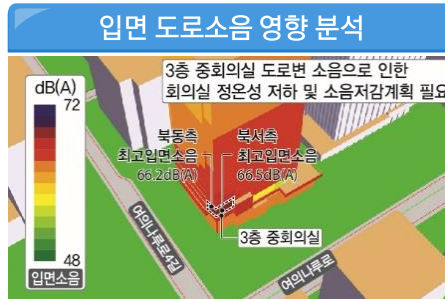 입면 도로소음 영향 분석
dB(A)
72
48
입면소음
3층 중회의실 도로변 소음으로 인한
회의실 정온성 저하 및 소음저감계획 필요
북동측
최고입면소음
66.2dB(A)
북서측
최고입면소음
66.5dB(A)
3층 중회의실
여의나루로4길
여의나루로